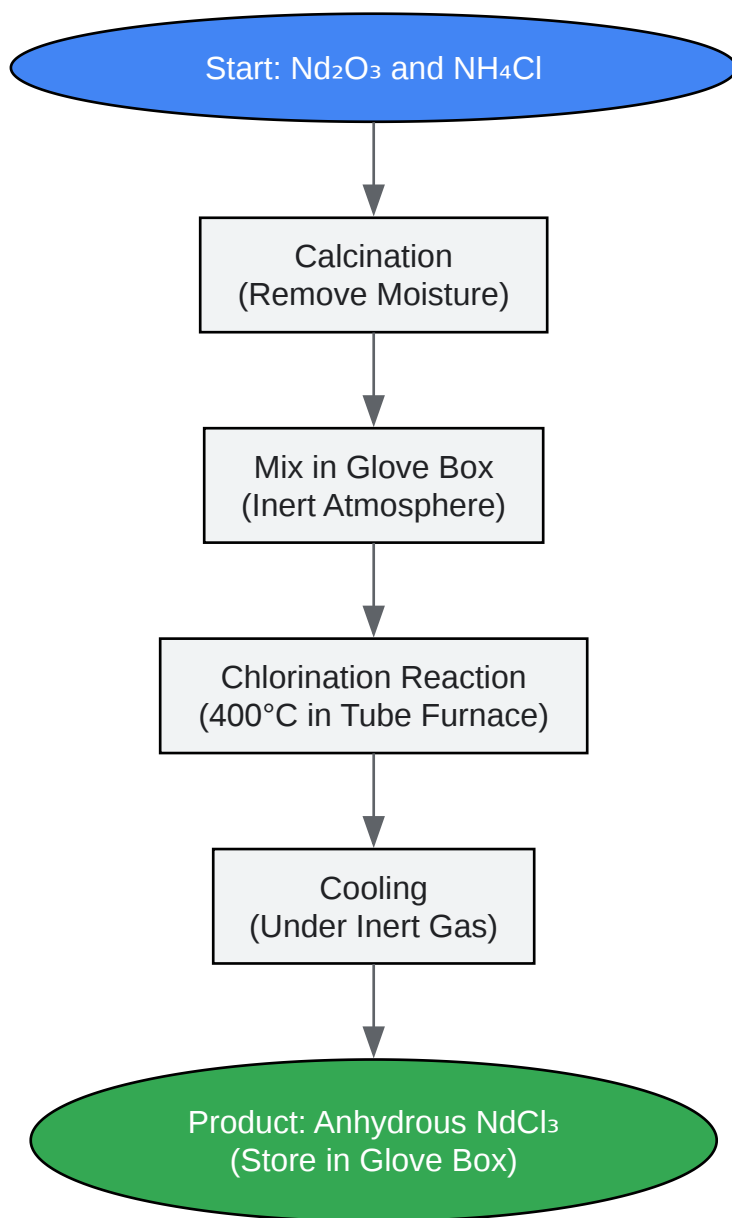 Start: Nd₂O₃ and NH₄Cl
Calcination
(Remove Moisture)
Mix in Glove Box
(Inert Atmosphere)
Chlorination Reaction
(400°C in Tube Furnace)
Cooling
(Under Inert Gas)
Product: Anhydrous NdCl₃
(Store in Glove Box)